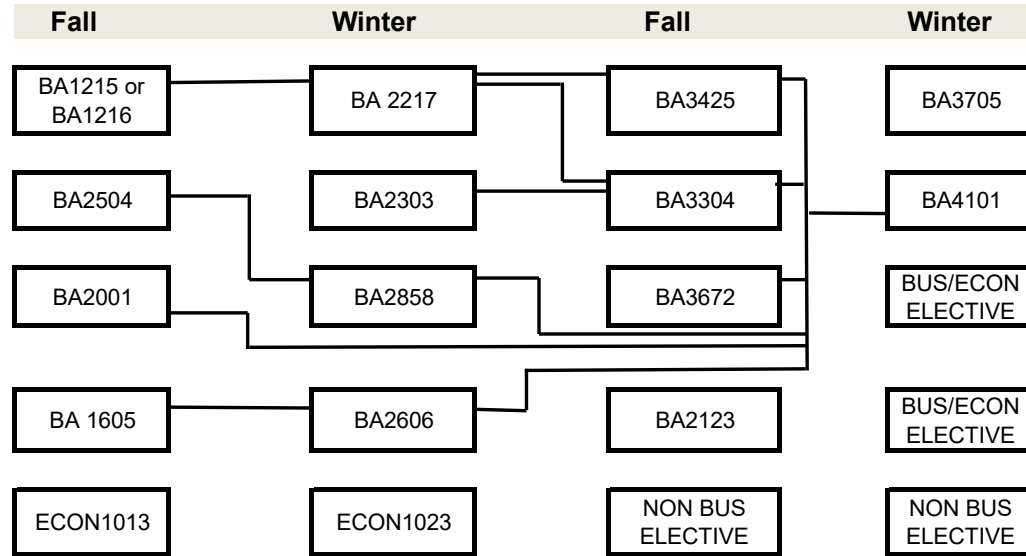 Fall Winter Fall Winter
BA1215 or
BA1216
BA 2217
BA3425
BA3705
BA2504
BA2303
BA3304
BA4101
BA2001
BA2858
BA3672
BUS/ECON
ELECTIVE
BA 1605
BA2606
BA2123
BUS/ECON
ELECTIVE
ECON1013
ECON1023
NON BUS
ELECTIVE
NON BUS
ELECTIVE